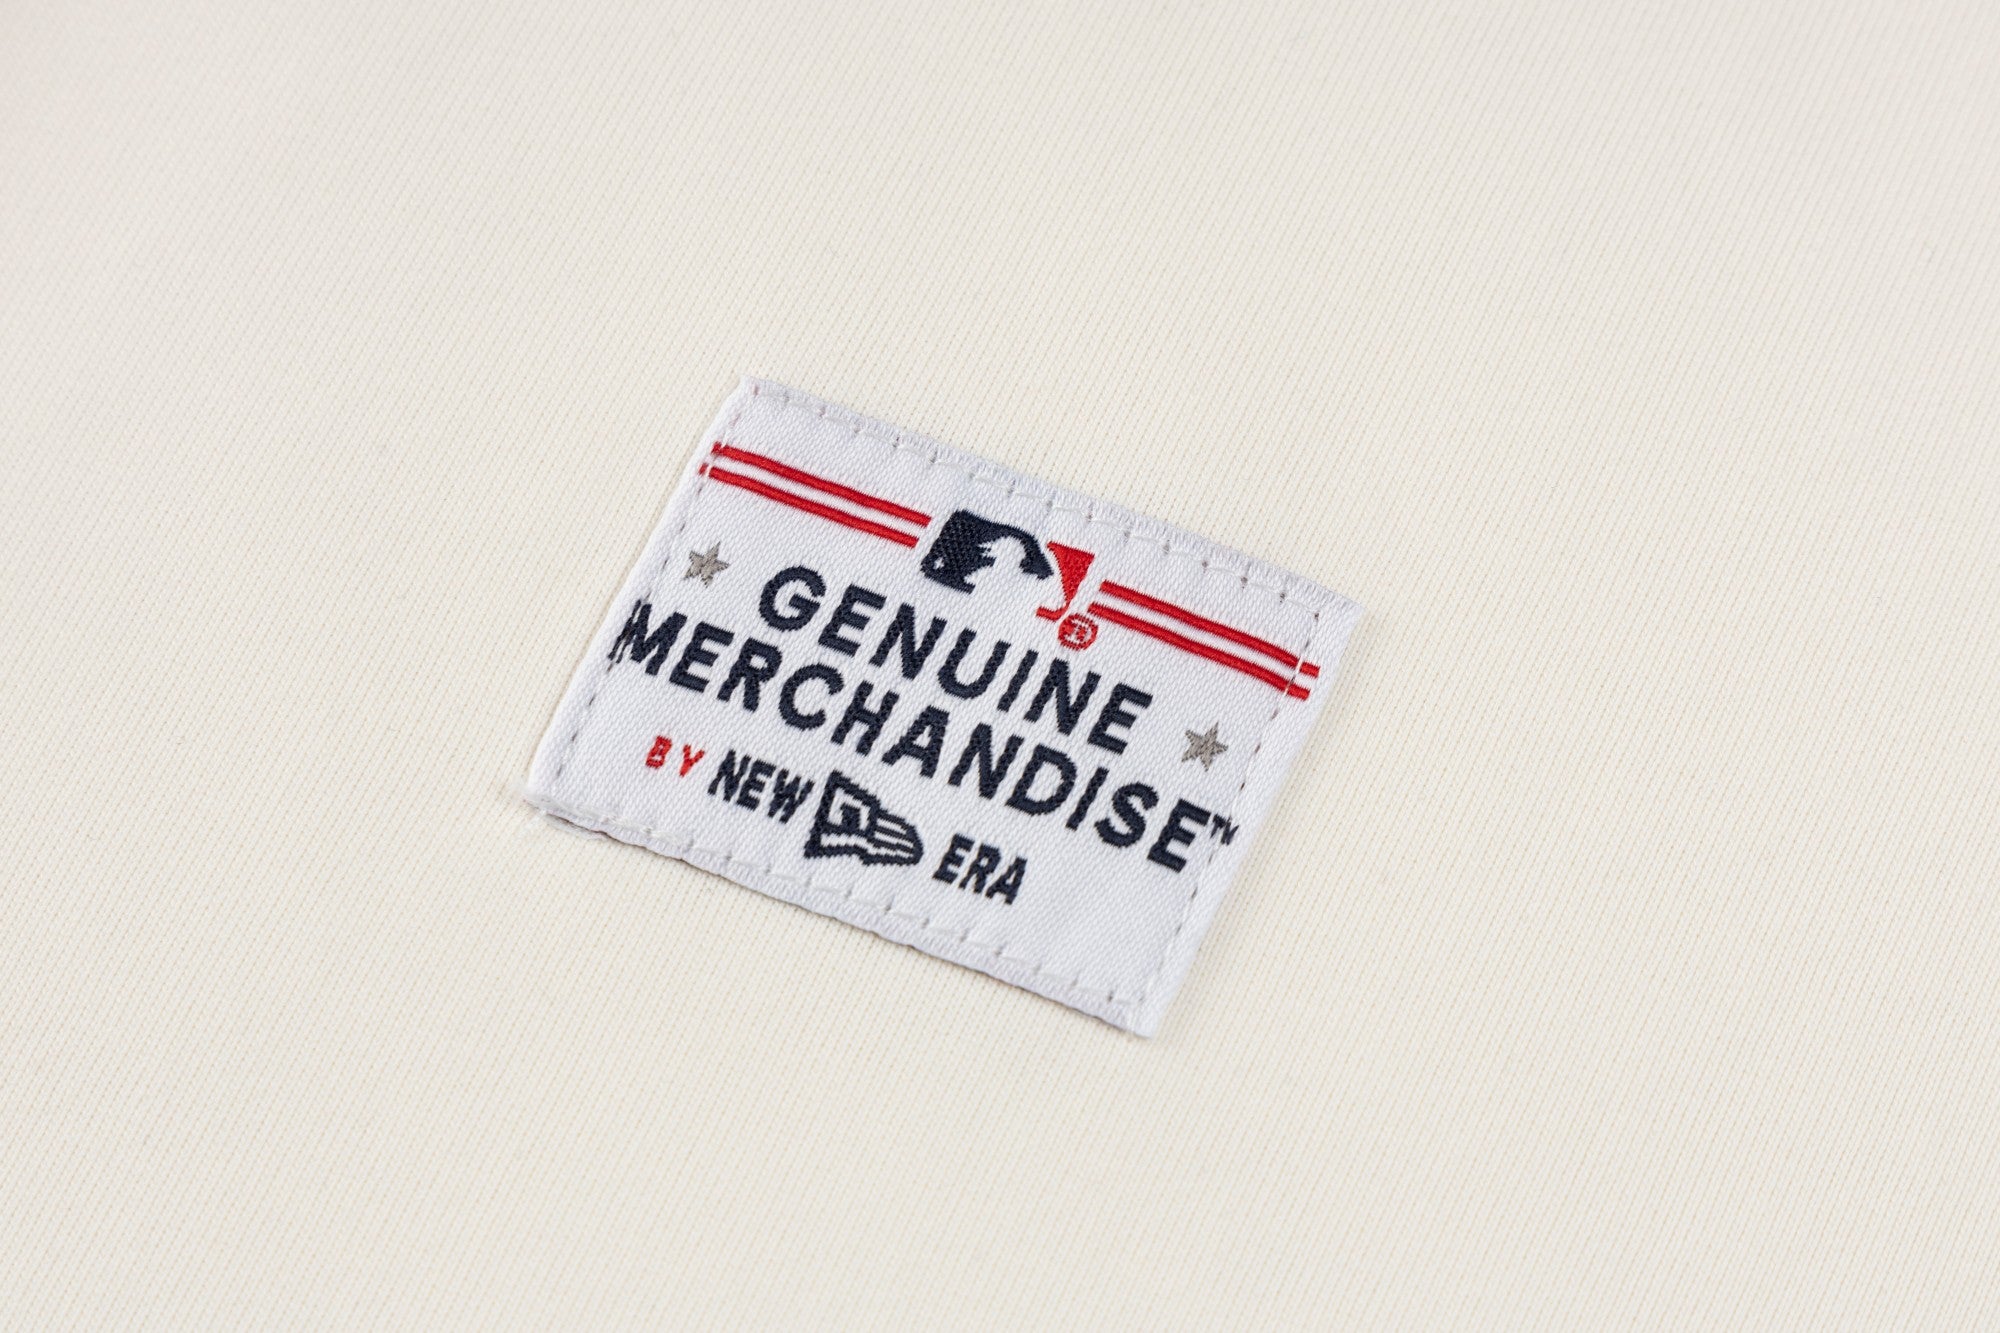 GENUINE
MERCHANDISE™
BY NEW ERA